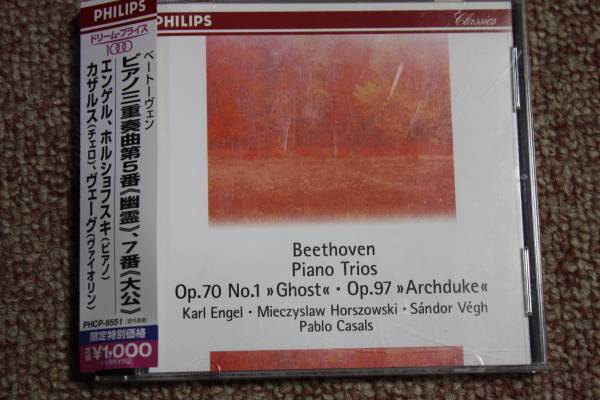 PHILIPS
ドリーム・プライス
1000
ベートーヴェン
ピアノ三重奏曲第5番《幽霊》、7番《大公》
エンゲル、ホルショフスキ(ピアノ)
カザルス(チェロ)、ヴェーグ(ヴァイオリン)
PHCP-9551
限定特別価格
¥1,000
PHILIPS
Classics
Beethoven
Piano Trios
Op.70 No.1 »Ghost« · Op.97 »Archduke«
Karl Engel · Mieczyslaw Horszowski · Sándor Végh
Pablo Casals